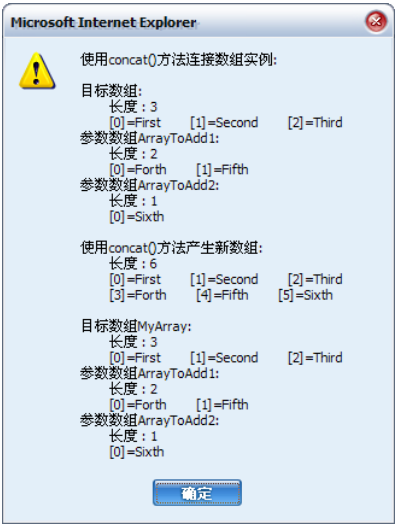 Microsoft Internet Explorer
使用concat()方法连接数组实例:
目标数组:
长度：3
[0]=First [1]=Second [2]=Third
参数数组ArrayToAdd1:
长度：2
[0]=Forth [1]=Fifth
参数数组ArrayToAdd2:
长度：1
[0]=Sixth
使用concat()方法产生新数组:
长度：6
[0]=First [1]=Second [2]=Third
[3]=Forth [4]=Fifth [5]=Sixth
目标数组MyArray:
长度：3
[0]=First [1]=Second [2]=Third
参数数组ArrayToAdd1:
长度：2
[0]=Forth [1]=Fifth
参数数组ArrayToAdd2:
长度：1
[0]=Sixth
确定